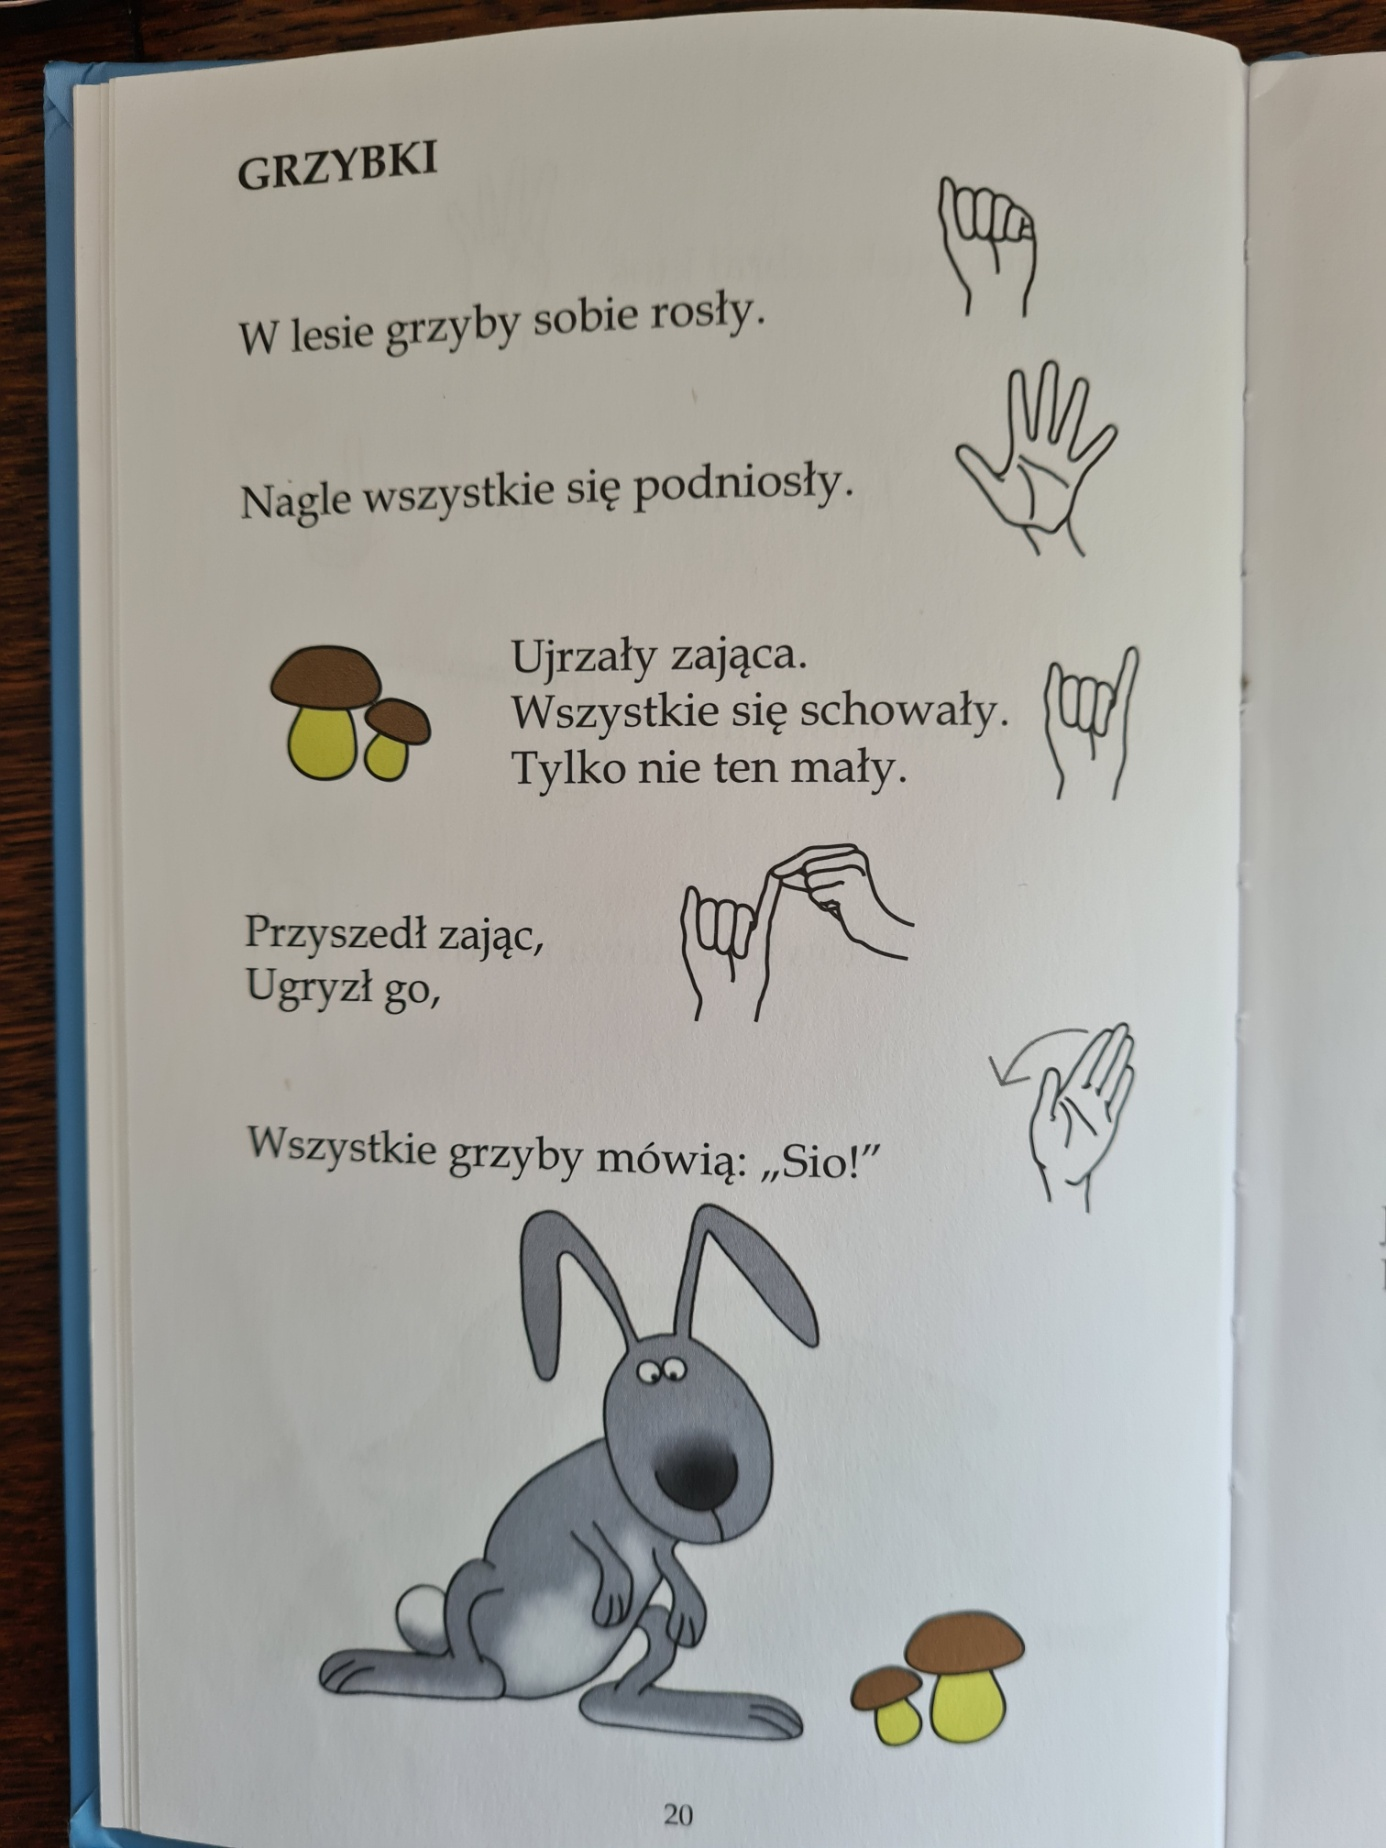 GRZYBKI
W lesie grzyby sobie rosły.
Nagle wszystkie się podniosły.
Ujrzały zająca.
Wszystkie się schowały.
Tylko nie ten mały.
Przyszedł zając,
Ugryzł go,
Wszystkie grzyby mówią: „Sio!”
20